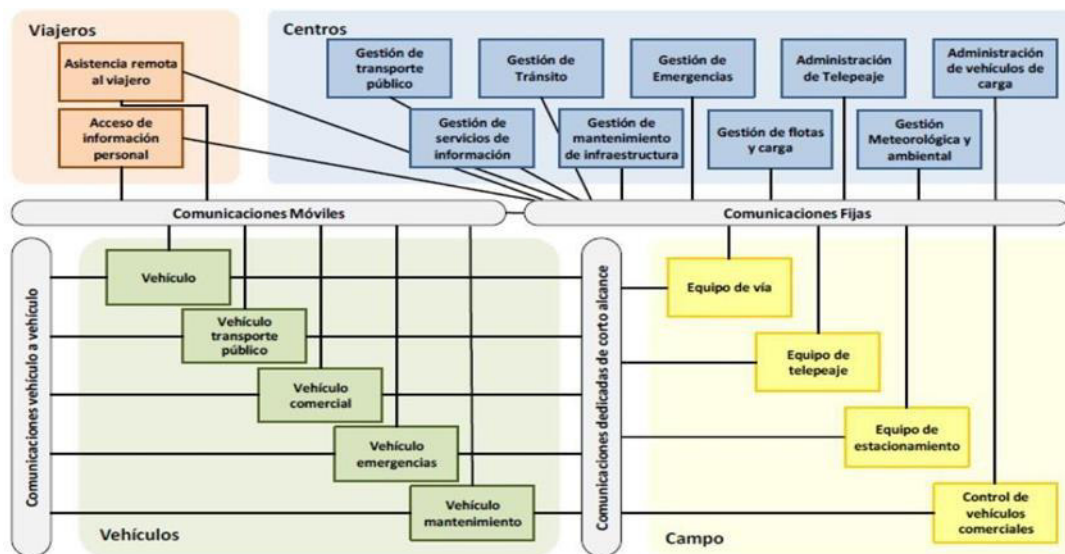 Viajeros
Asistencia remota
al viajero
Acceso de
información
personal
Centros
Gestión de
transporte
público
Gestión de
Tránsito
Gestión de
Emergencias
Administración
de Telepeaje
Administración
de vehículos de
carga
Gestión de
servicios de
información
Gestión de
mantenimiento
de infraestructura
Gestión de flotas
y carga
Gestión
Meteorológica y
ambiental
Comunicaciones Móviles
Comunicaciones Fijas
Comunicaciones vehículo a vehículo
Vehículo
Vehículo
transporte
público
Vehículo
comercial
Vehículo
emergencias
Vehículo
mantenimiento
Vehículos
Comunicaciones dedicadas de corto alcance
Equipo de vía
Equipo de
telepeaje
Equipo de
estacionamiento
Control de
vehículos
comerciales
Campo